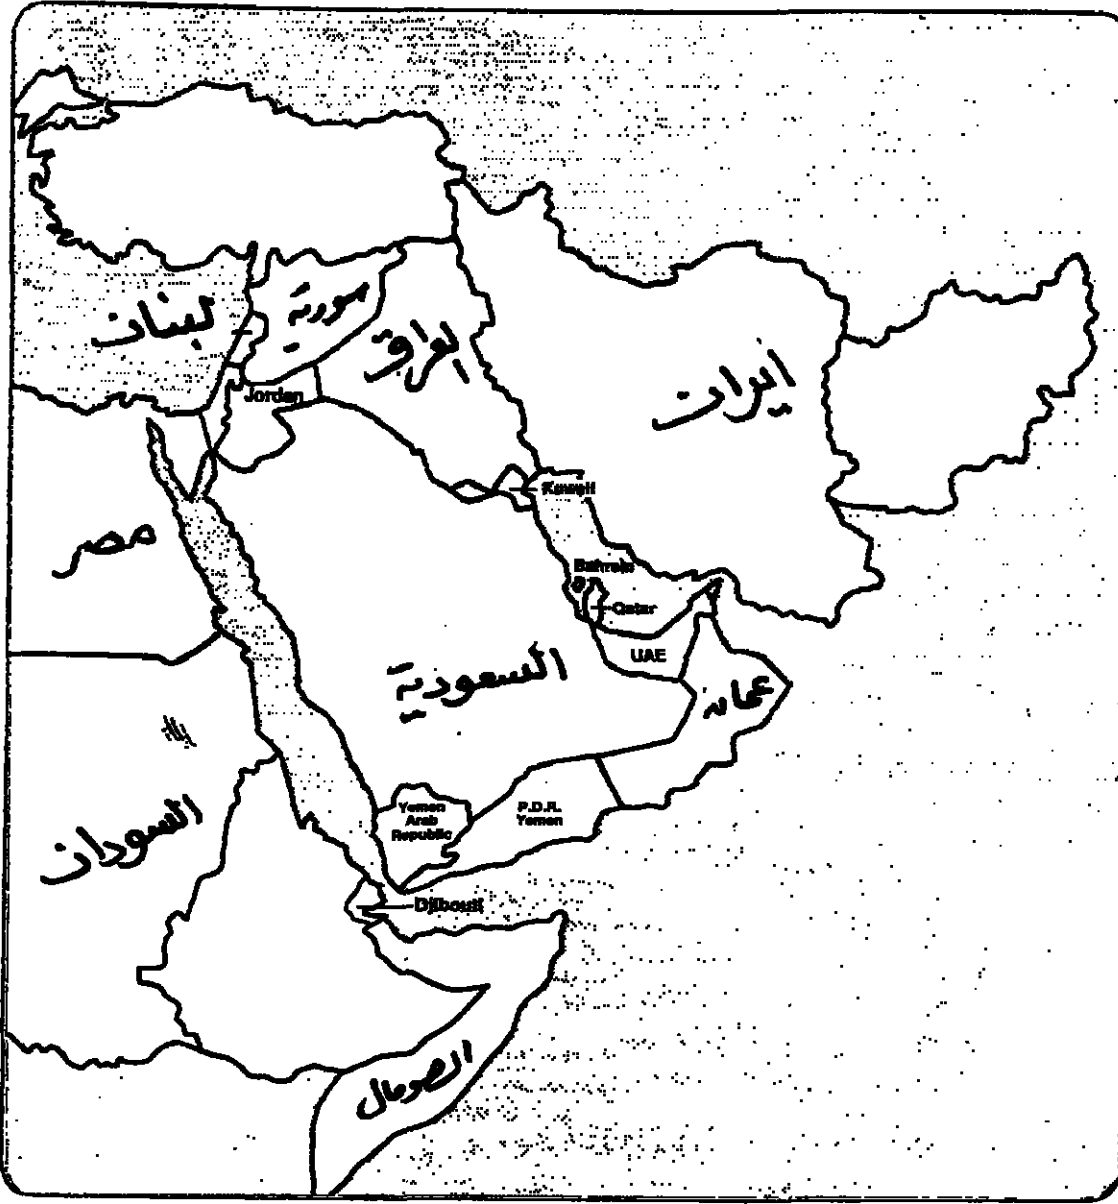 لبنان
سورية
العراق
ايران
Jordan
Kuwait
مصر
Bahrain
Qatar
UAE
السعودية
عمان
السودان
Yemen
Arab
Republic
P.D.R.
Yemen
Djibouti
الصومال